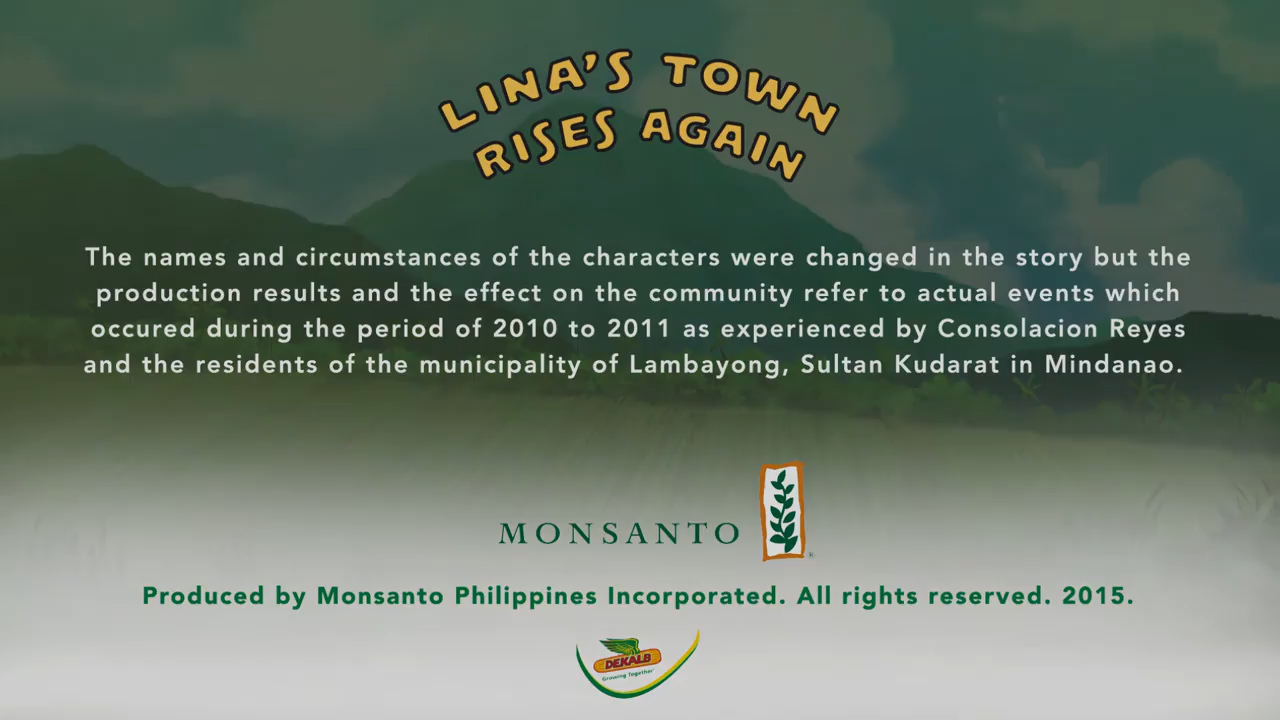 LINA'S TOWN
RISES AGAIN
The names and circumstances of the characters were changed in the story but the
production results and the effect on the community refer to actual events which
occured during the period of 2010 to 2011 as experienced by Consolacion Reyes
and the residents of the municipality of Lambayong, Sultan Kudarat in Mindanao.
MONSANTO ®
Produced by Monsanto Philippines Incorporated. All rights reserved. 2015.
DEKALB
Growing Together